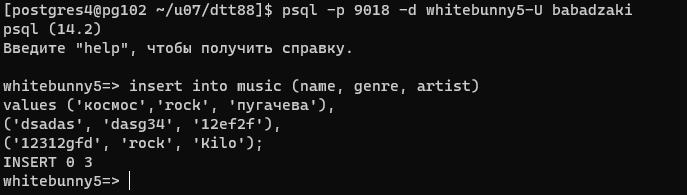 [postgres4@pg102 ~/u07/dtt88]$ psql -p 9018 -d whitebunny5-U babadzaki
psql (14.2)
Введите "help", чтобы получить справку.
whitebunny5=> insert into music (name, genre, artist)
values ('космос','rock', 'пугачева'),
('dsadas', 'dasg34', '12ef2f'),
('12312gfd', 'rock', 'Kilo');
INSERT 0 3
whitebunny5=>